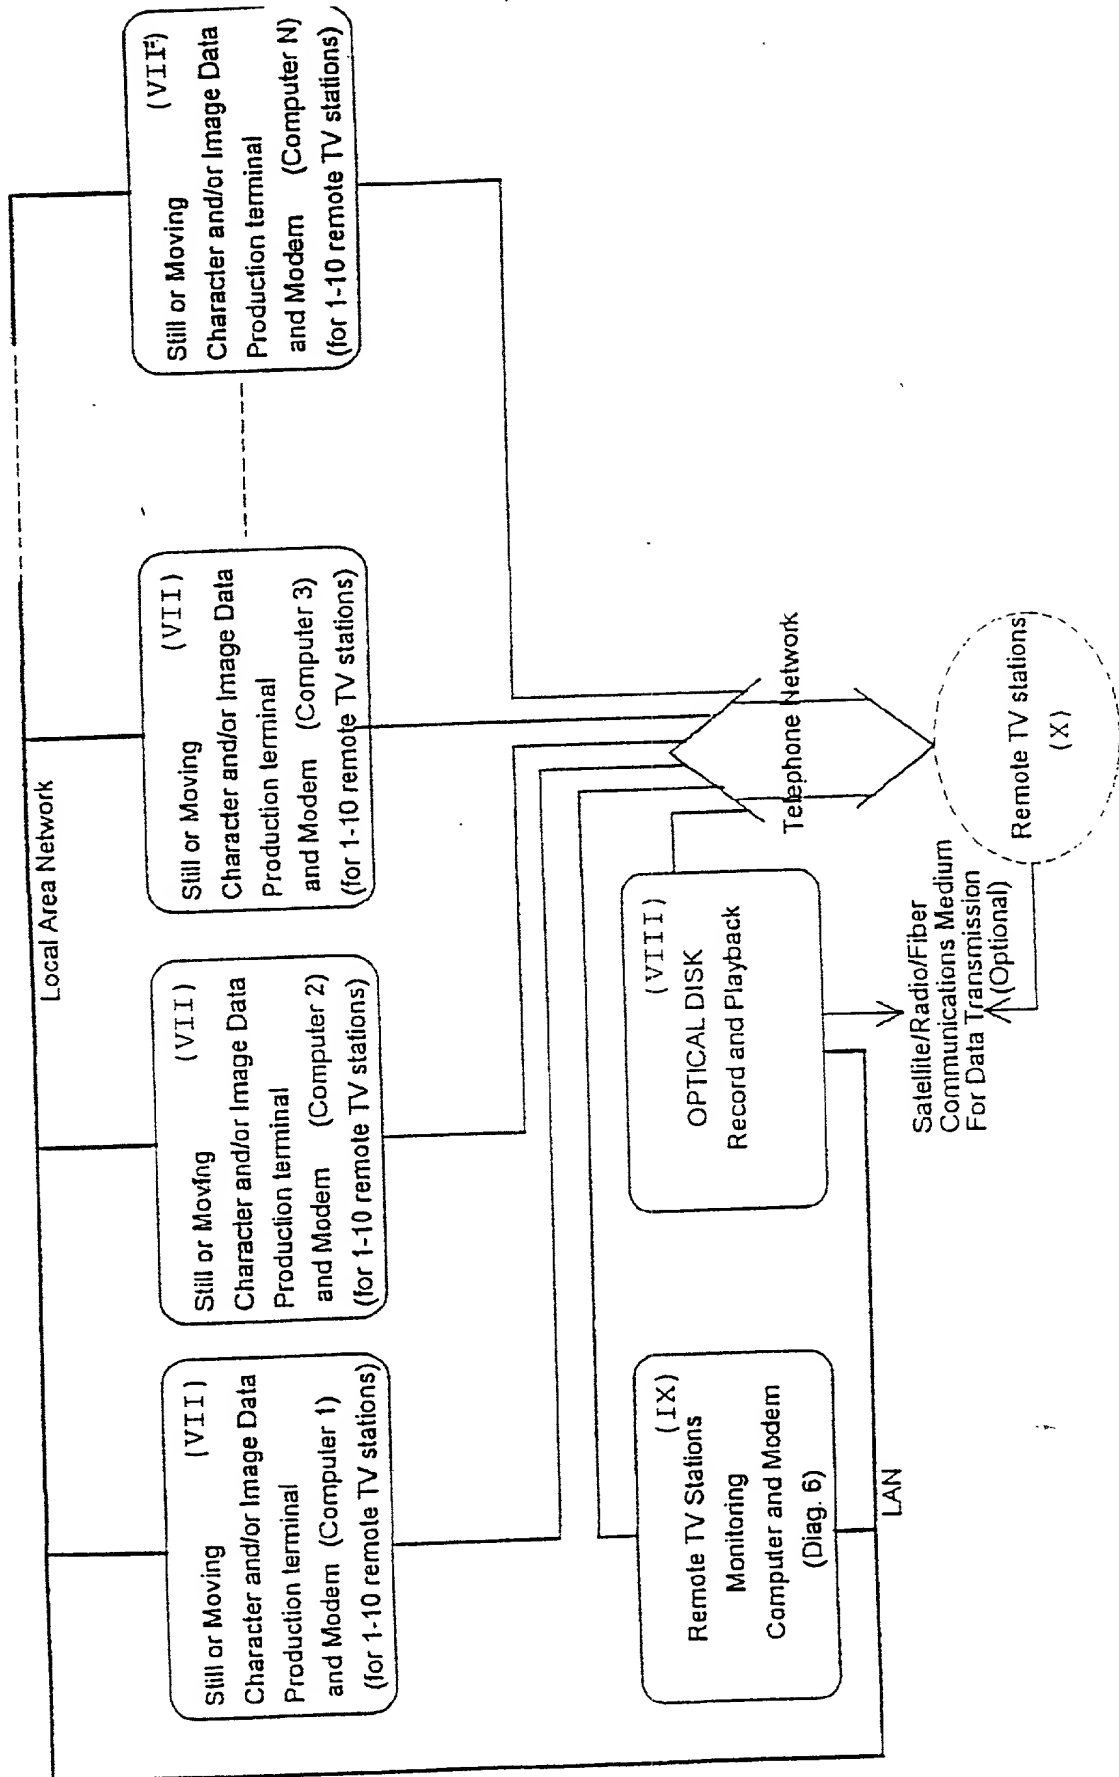 Local Area Network
(VII)
Still or Moving
Character and/or Image Data
Production terminal
and Modem (Computer 1)
(for 1-10 remote TV stations)
(VII)
Still or Moving
Character and/or Image Data
Production terminal
and Modem (Computer 2)
(for 1-10 remote TV stations)
(VII)
Still or Moving
Character and/or Image Data
Production terminal
and Modem (Computer 3)
(for 1-10 remote TV stations)
(VII)
Still or Moving
Character and/or Image Data
Production terminal
and Modem (Computer N)
(for 1-10 remote TV stations)
(IX)
Remote TV Stations
Monitoring
Computer and Modem
(Diag. 6)
(VIII)
OPTICAL DISK
Record and Playback
Telephone Network
LAN
Satellite/Radio/Fiber
Communications Medium
For Data Transmission
(Optional)
Remote TV stations
(X)